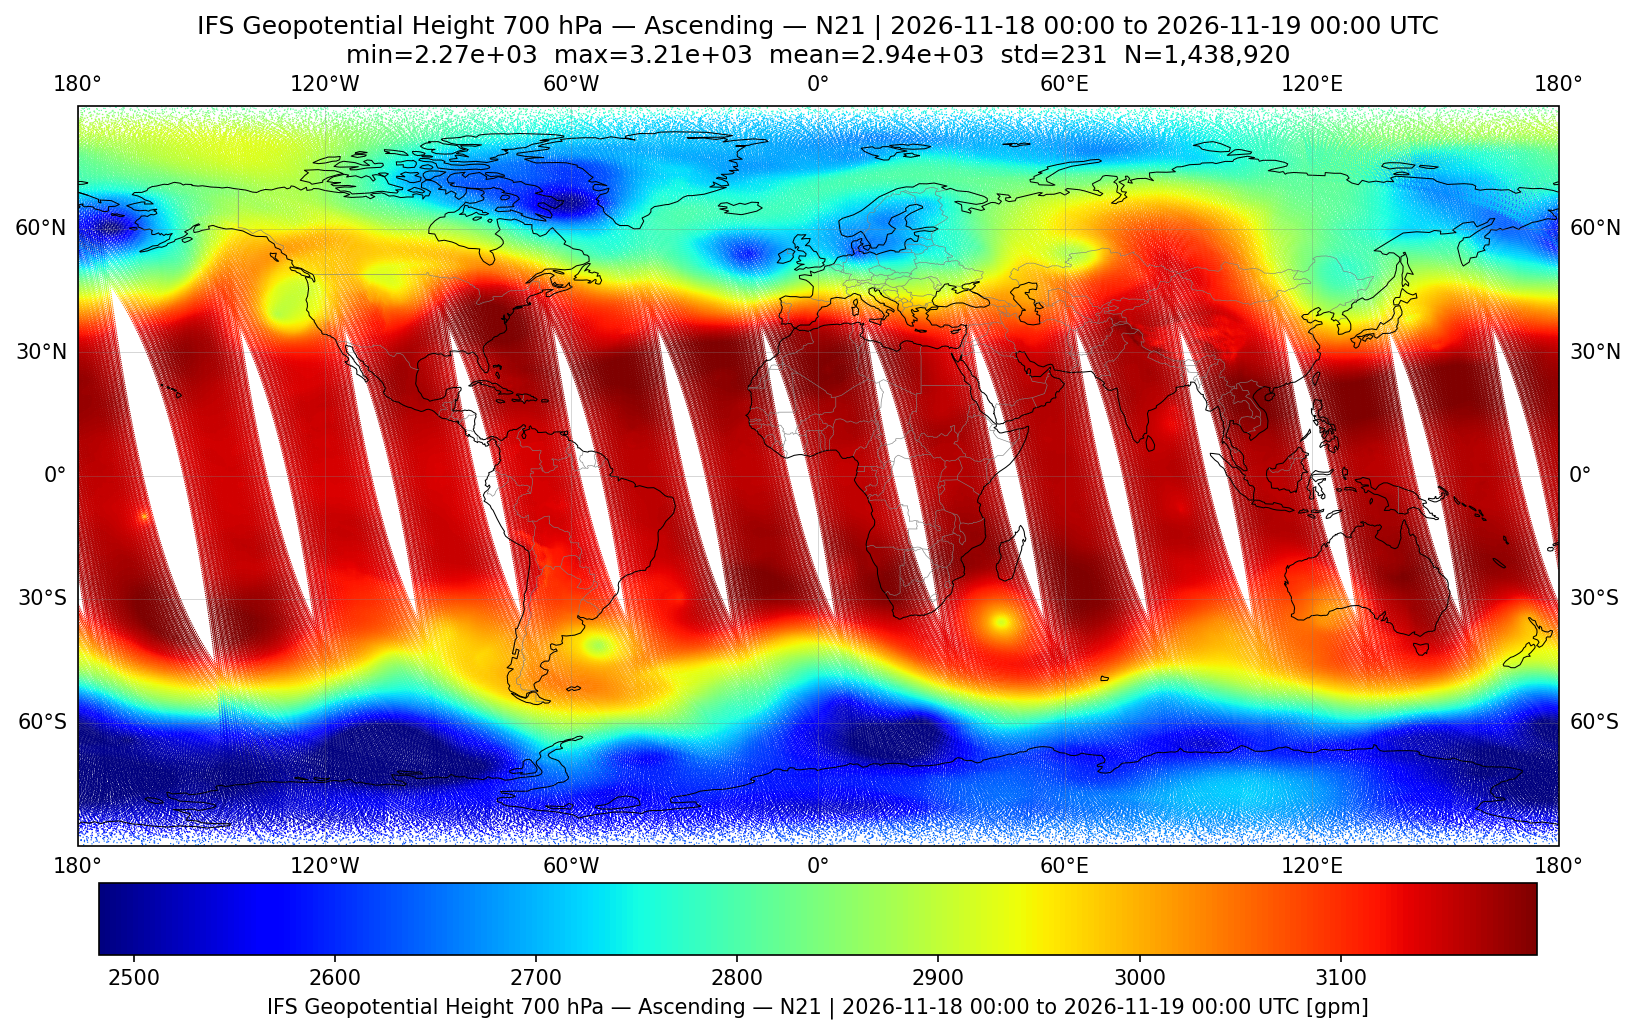 IFS Geopotential Height 700 hPa — Ascending — N21 | 2026-11-18 00:00 to 2026-11-19 00:00 UTC
min=2.27e+03  max=3.21e+03  mean=2.94e+03  std=231  N=1,438,920
180° 120°W 60°W 0° 60°E 120°E 180°
60°N 60°N
30°N 30°N
0° 0°
30°S 30°S
60°S 60°S
180° 120°W 60°W 0° 60°E 120°E 180°
2500 2600 2700 2800 2900 3000 3100
IFS Geopotential Height 700 hPa — Ascending — N21 | 2026-11-18 00:00 to 2026-11-19 00:00 UTC [gpm]